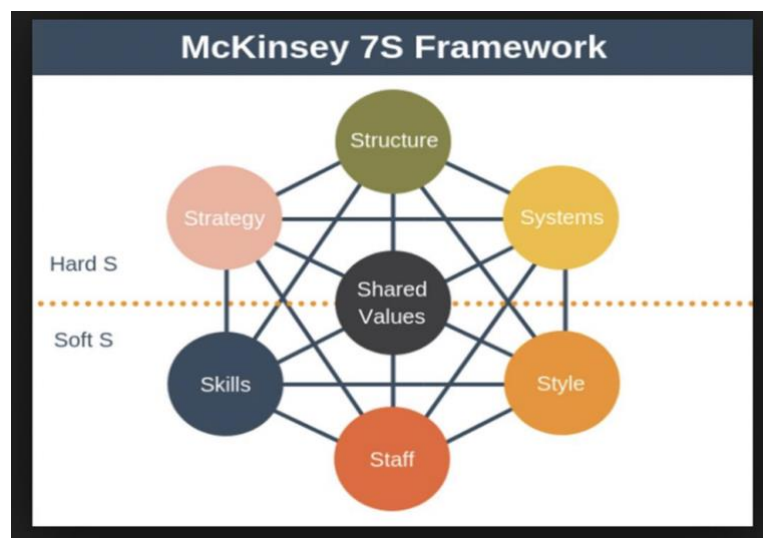 McKinsey 7S Framework
Structure
Strategy
Systems
Hard S
Shared
Values
Soft S
Skills
Style
Staff